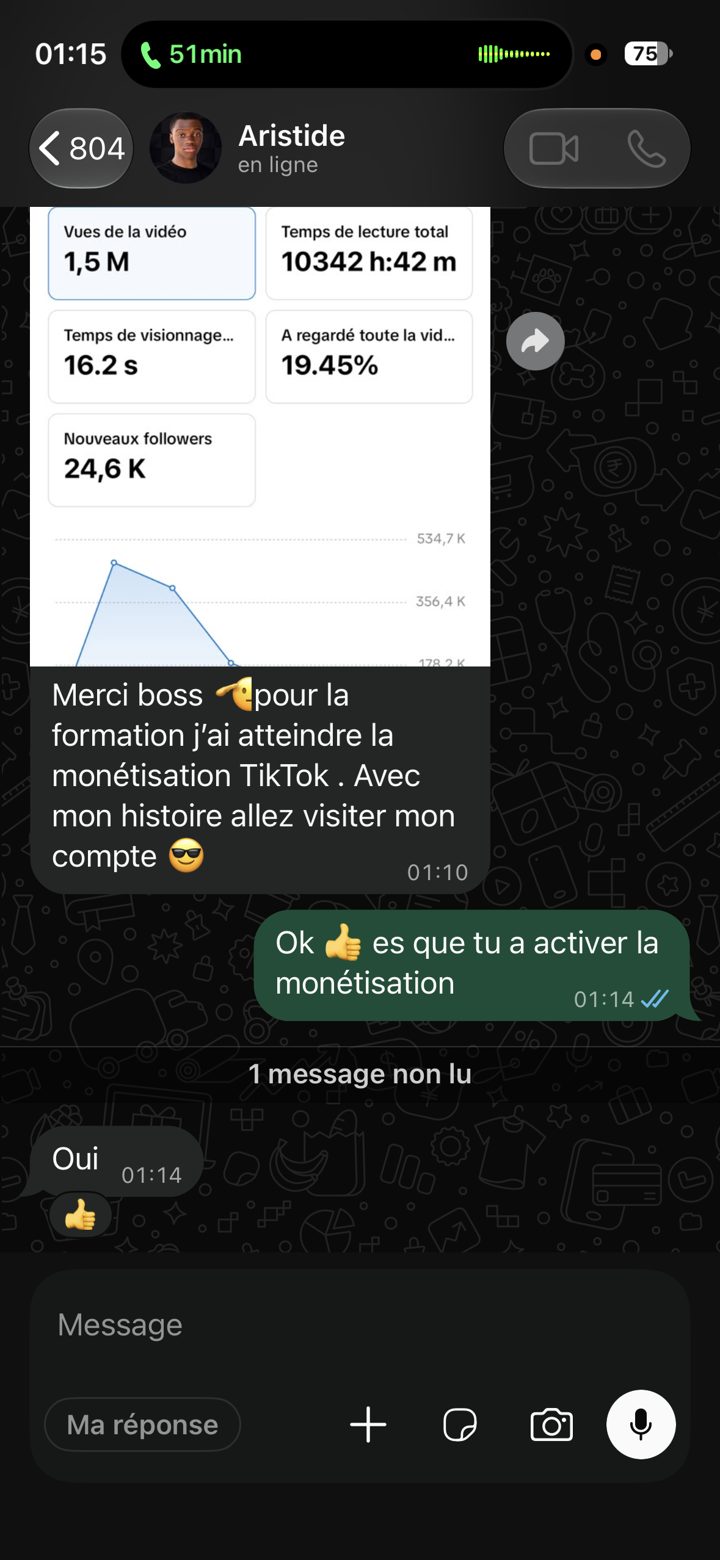 01:15
51min
75
804
Aristide
en ligne
Vues de la vidéo
1,5 M
Temps de lecture total
10342 h:42 m
Temps de visionnage...
16.2 s
A regardé toute la vid...
19.45%
Nouveaux followers
24,6 K
534,7 K
356,4 K
178,2 K
Merci boss 🫡pour la
formation j’ai atteindre la
monétisation TikTok . Avec
mon histoire allez visiter mon
compte 😎
01:10
Ok 👍 es que tu a activer la
monétisation
01:14
1 message non lu
Oui
01:14
👍
Message
Ma réponse